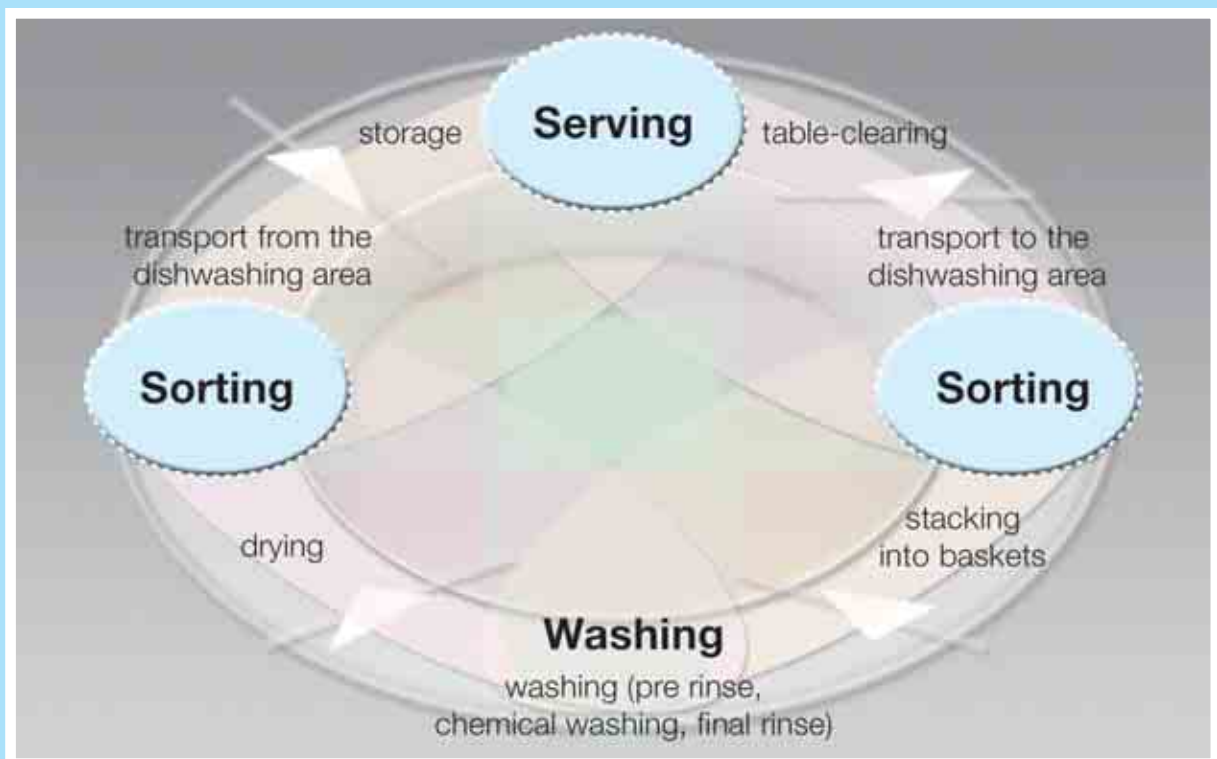 Serving
storage
table-clearing
transport from the
dishwashing area
transport to the
dishwashing area
Sorting
Sorting
drying
stacking
into baskets
Washing
washing (pre rinse,
chemical washing, final rinse)